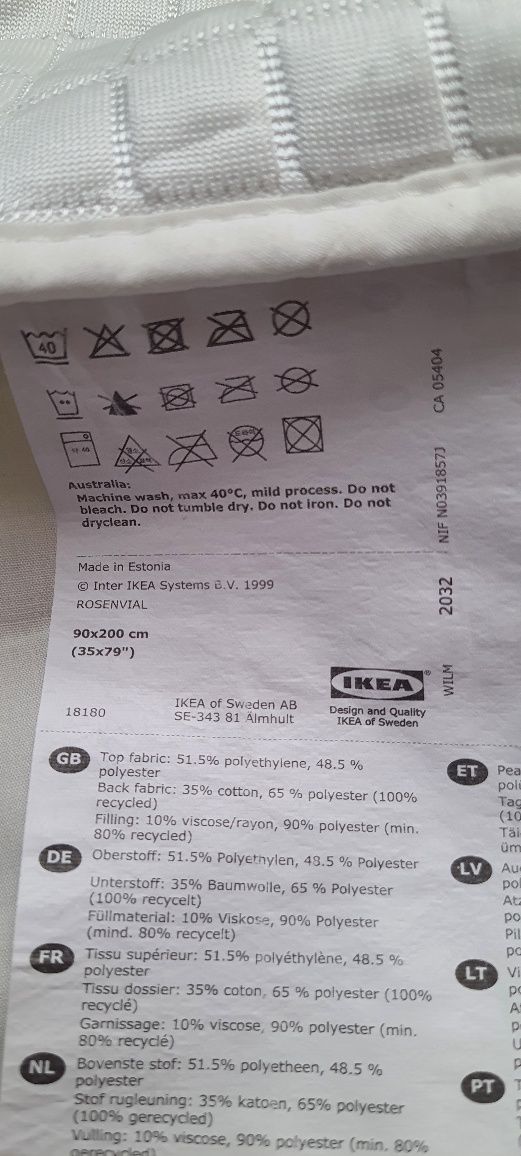 40
Australia:
Machine wash, max 40°C, mild process. Do not
bleach. Do not tumble dry. Do not iron. Do not
dryclean.
Made in Estonia
© Inter IKEA Systems B.V. 1999
ROSENVIAL
90x200 cm
(35x79")
18180
IKEA of Sweden AB
SE-343 81 Älmhult
IKEA®
Design and Quality
IKEA of Sweden
CA 05404
NIF N0391857J
2032
WILM
GB Top fabric: 51.5% polyethylene, 48.5 %
polyester
Back fabric: 35% cotton, 65 % polyester (100%
recycled)
Filling: 10% viscose/rayon, 90% polyester (min.
80% recycled)
DE Oberstoff: 51.5% Polyethylen, 48.5 % Polyester
Unterstoff: 35% Baumwolle, 65 % Polyester
(100% recycelt)
Füllmaterial: 10% Viskose, 90% Polyester
(mind. 80% recycelt)
FR Tissu supérieur: 51.5% polyéthylène, 48.5 %
polyester
Tissu dossier: 35% coton, 65 % polyester (100%
recyclé)
Garnissage: 10% viscose, 90% polyester (min.
80% recyclé)
NL Bovenste stof: 51.5% polyetheen, 48.5 %
polyester
Stof rugleuning: 35% katoen, 65% polyester
(100% gerecycled)
Vulling: 10% viscose, 90% polyester (min. 80%
gerecycled)
ET
LV
LT
PT